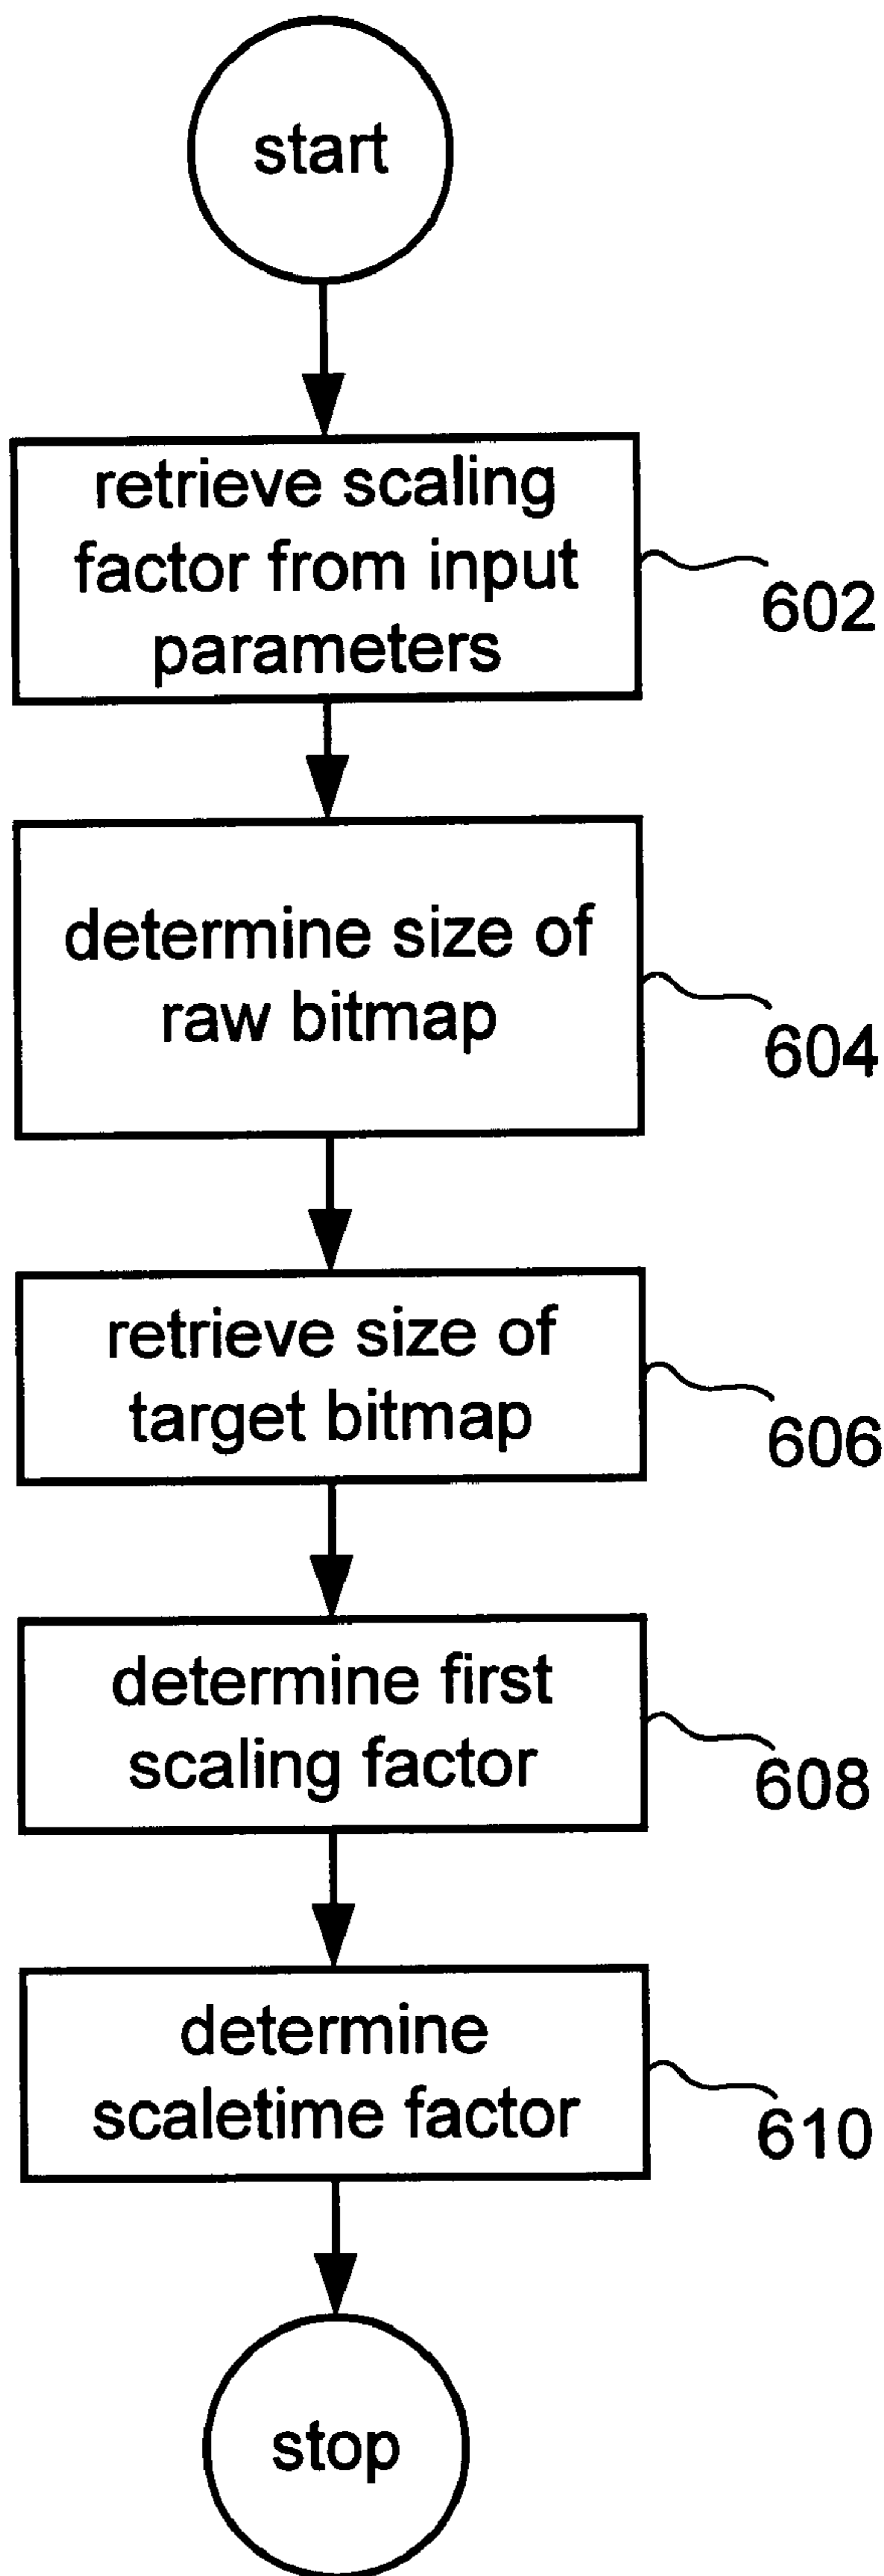 start
retrieve scaling
factor from input
parameters
602
determine size of
raw bitmap
604
retrieve size of
target bitmap
606
determine first
scaling factor
608
determine
scaletime factor
610
stop